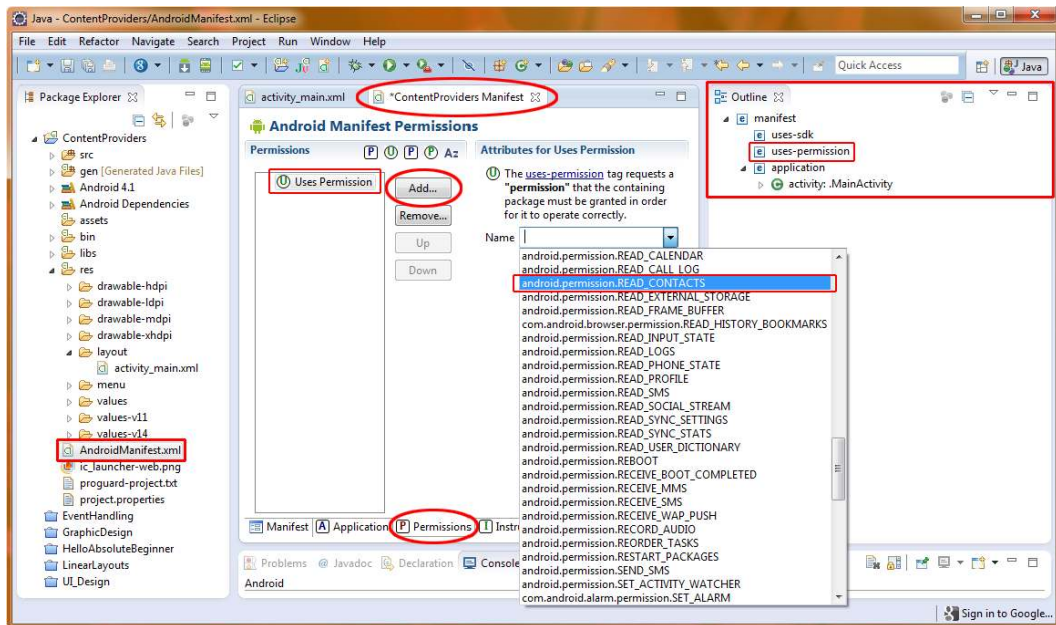 Java - ContentProviders/AndroidManifest.xml - Eclipse
File Edit Refactor Navigate Search Project Run Window Help
Quick Access
Java
Package Explorer
ContentProviders
src
gen [Generated Java Files]
Android 4.1
Android Dependencies
assets
bin
libs
res
drawable-hdpi
drawable-ldpi
drawable-mdpi
drawable-xhdpi
layout
activity_main.xml
menu
values
values-v11
values-v14
AndroidManifest.xml
ic_launcher-web.png
proguard-project.txt
project.properties
EventHandling
GraphicDesign
HelloAbsoluteBeginner
LinearLayouts
UI_Design
activity_main.xml
*ContentProviders Manifest
Android Manifest Permissions
Permissions
P U P P Az
U Uses Permission
Add...
Remove...
Up
Down
Attributes for Uses Permission
U The uses-permission tag requests a
"permission" that the containing
package must be granted in order
for it to operate correctly.
Name
android.permission.READ_CALENDAR
android.permission.READ_CALL_LOG
android.permission.READ_CONTACTS
android.permission.READ_EXTERNAL_STORAGE
android.permission.READ_FRAME_BUFFER
com.android.browser.permission.READ_HISTORY_BOOKMARKS
android.permission.READ_INPUT_STATE
android.permission.READ_LOGS
android.permission.READ_PHONE_STATE
android.permission.READ_PROFILE
android.permission.READ_SMS
android.permission.READ_SOCIAL_STREAM
android.permission.READ_SYNC_SETTINGS
android.permission.READ_SYNC_STATS
android.permission.READ_USER_DICTIONARY
android.permission.REBOOT
android.permission.RECEIVE_BOOT_COMPLETED
android.permission.RECEIVE_MMS
android.permission.RECEIVE_SMS
android.permission.RECEIVE_WAP_PUSH
android.permission.RECORD_AUDIO
android.permission.REORDER_TASKS
android.permission.RESTART_PACKAGES
android.permission.SEND_SMS
android.permission.SET_ACTIVITY_WATCHER
com.android.alarm.permission.SET_ALARM
Manifest A Application P Permissions I Instr
Problems @ Javadoc Declaration Console
Android
Outline
e manifest
e uses-sdk
e uses-permission
e application
activity: .MainActivity
Sign in to Google...